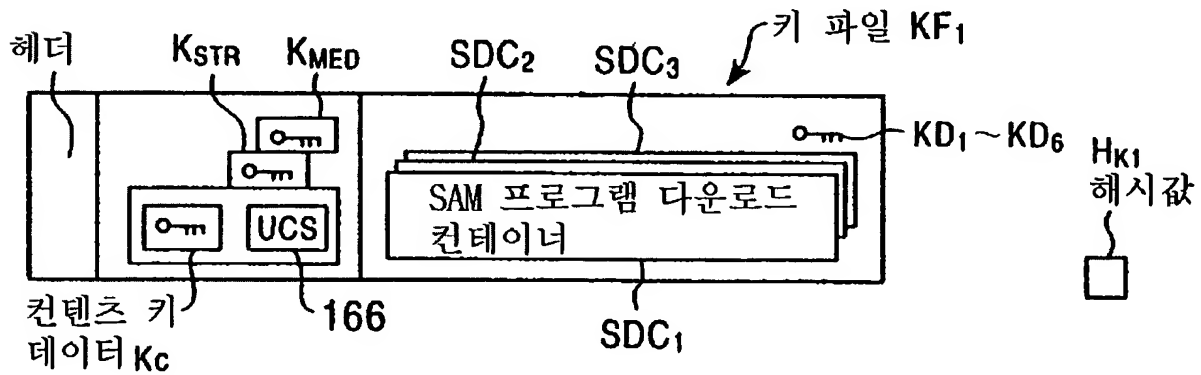 키 파일 KF1
헤더
KSTR
KMED
SDC2
SDC3
KD1~KD6
HK1
해시값
SAM 프로그램 다운로드
컨테이너
UCS
컨텐츠 키
데이터 Kc
166
SDC1